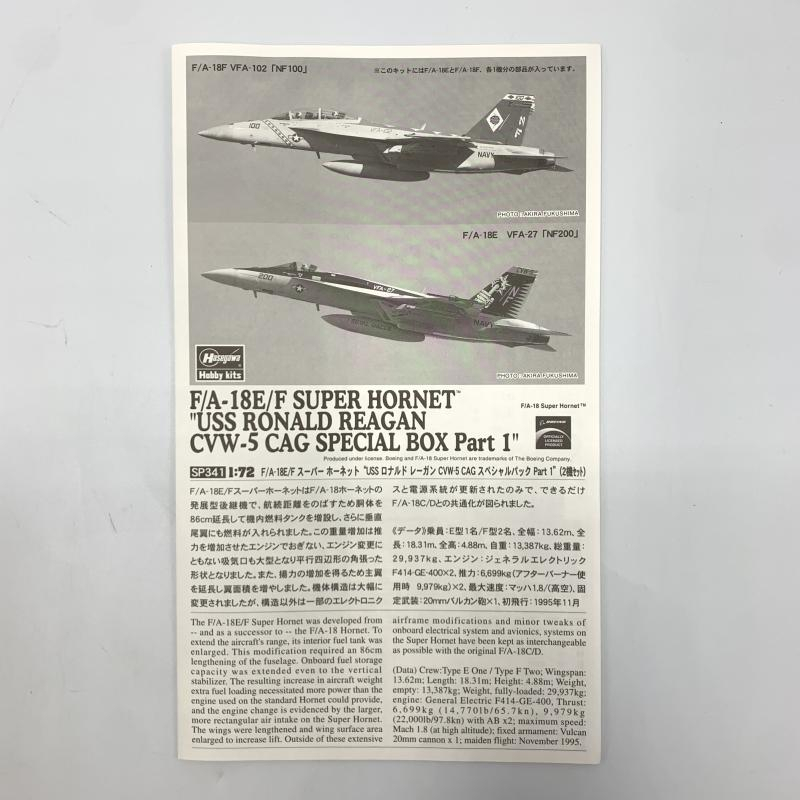 F/A-18F VFA-102「NF100」
※このキットにはF/A-18EとF/A-18F、各1機分の部品が入っています。
100
VFA-102
NF
NAVY
PHOTO : AKIRA FUKUSHIMA
F/A-18E VFA-27「NF200」
200
VFA-27
NF
NAVY
ROYAL MACES
PHOTO : AKIRA FUKUSHIMA
Hasegawa
Hobby kits
F/A-18E/F SUPER HORNET™
"USS RONALD REAGAN
CVW-5 CAG SPECIAL BOX Part 1"
F/A-18 Super Hornet™
BOEING
OFFICIALLY
LICENSED
PRODUCT
Produced under license. Boeing and F/A-18 Super Hornet are trademarks of The Boeing Company.
SP341 1:72 F/A-18E/F スーパー ホーネット "USS ロナルド レーガン CVW-5 CAG スペシャルパック Part 1" (2機セット)
F/A-18E/FスーパーホーネットはF/A-18ホーネットの
発展型後継機で、航続距離をのばすため胴体を
86cm延長して機内燃料タンクを増設し、さらに垂直
尾翼にも燃料が入れられました。この重量増加は推
力を増加させたエンジンでおぎない、エンジン変更に
ともない吸気口も大型となり平行四辺形の角張った
形状となりました。また、揚力の増加を得るため主翼
を延長し翼面積を増やしました。機体構造は大幅に
変更されましたが、構造以外は一部のエレクトロニク
スと電源系統が更新されたのみで、できるだけ
F/A-18C/Dとの共通化が図られました。
《データ》乗員：E型1名/F型2名、全幅：13.62m、全
長：18.31m、全高：4.88m、自重：13,387kg、総重量：
29,937kg、エンジン：ジェネラルエレクトリック
F414-GE-400×2、推力：6,699kg(アフターバーナー使
用時 9,979kg)×2、最大速度：マッハ1.8/(高空)、固
定武装：20mmバルカン砲×1、初飛行：1995年11月
The F/A-18E/F Super Hornet was developed from
-- and as a successor to -- the F/A-18 Hornet. To
extend the aircraft's range, its interior fuel tank was
enlarged. This modification required an 86cm
lengthening of the fuselage. Onboard fuel storage
capacity was extended even to the vertical
stabilizer. The resulting increase in aircraft weight
extra fuel loading necessitated more power than the
engine used on the standard Hornet could provide,
and the engine change is evidenced by the larger,
more rectangular air intake on the Super Hornet.
The wings were lengthened and wing surface area
enlarged to increase lift. Outside of these extensive
airframe modifications and minor tweaks of
onboard electrical system and avionics, systems on
the Super Hornet have been kept as interchangeable
as possible with the original F/A-18C/D.
(Data) Crew:Type E One / Type F Two; Wingspan:
13.62m; Length: 18.31m; Height: 4.88m; Weight,
empty: 13,387kg; Weight, fully-loaded: 29,937kg;
engine: General Electric F414-GE-400, Thrust:
6,699kg (14,770lb/65.7kn), 9,979kg
(22,000lb/97.8kn) with AB x2; maximum speed:
Mach 1.8 (at high altitude); fixed armament: Vulcan
20mm cannon x 1; maiden flight: November 1995.